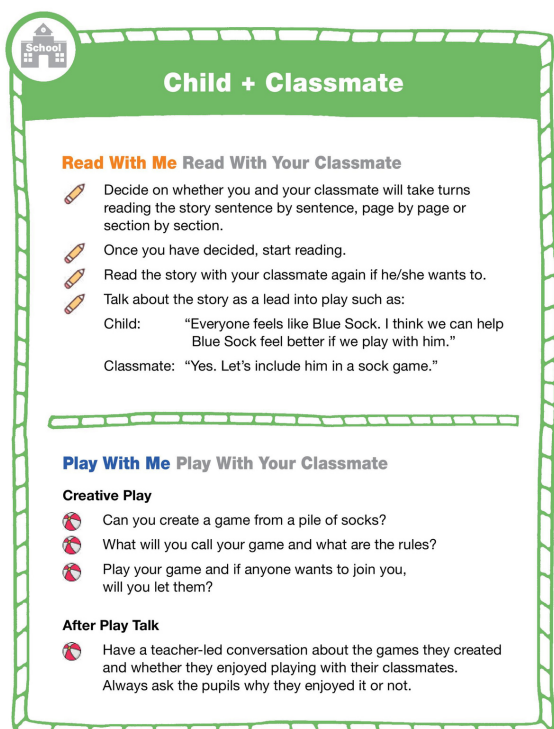 School
Child + Classmate
Read With Me Read With Your Classmate
Decide on whether you and your classmate will take turns
reading the story sentence by sentence, page by page or
section by section.
Once you have decided, start reading.
Read the story with your classmate again if he/she wants to.
Talk about the story as a lead into play such as:
Child: “Everyone feels like Blue Sock. I think we can help
Blue Sock feel better if we play with him.”
Classmate: “Yes. Let’s include him in a sock game.”
Play With Me Play With Your Classmate
Creative Play
Can you create a game from a pile of socks?
What will you call your game and what are the rules?
Play your game and if anyone wants to join you,
will you let them?
After Play Talk
Have a teacher-led conversation about the games they created
and whether they enjoyed playing with their classmates.
Always ask the pupils why they enjoyed it or not.